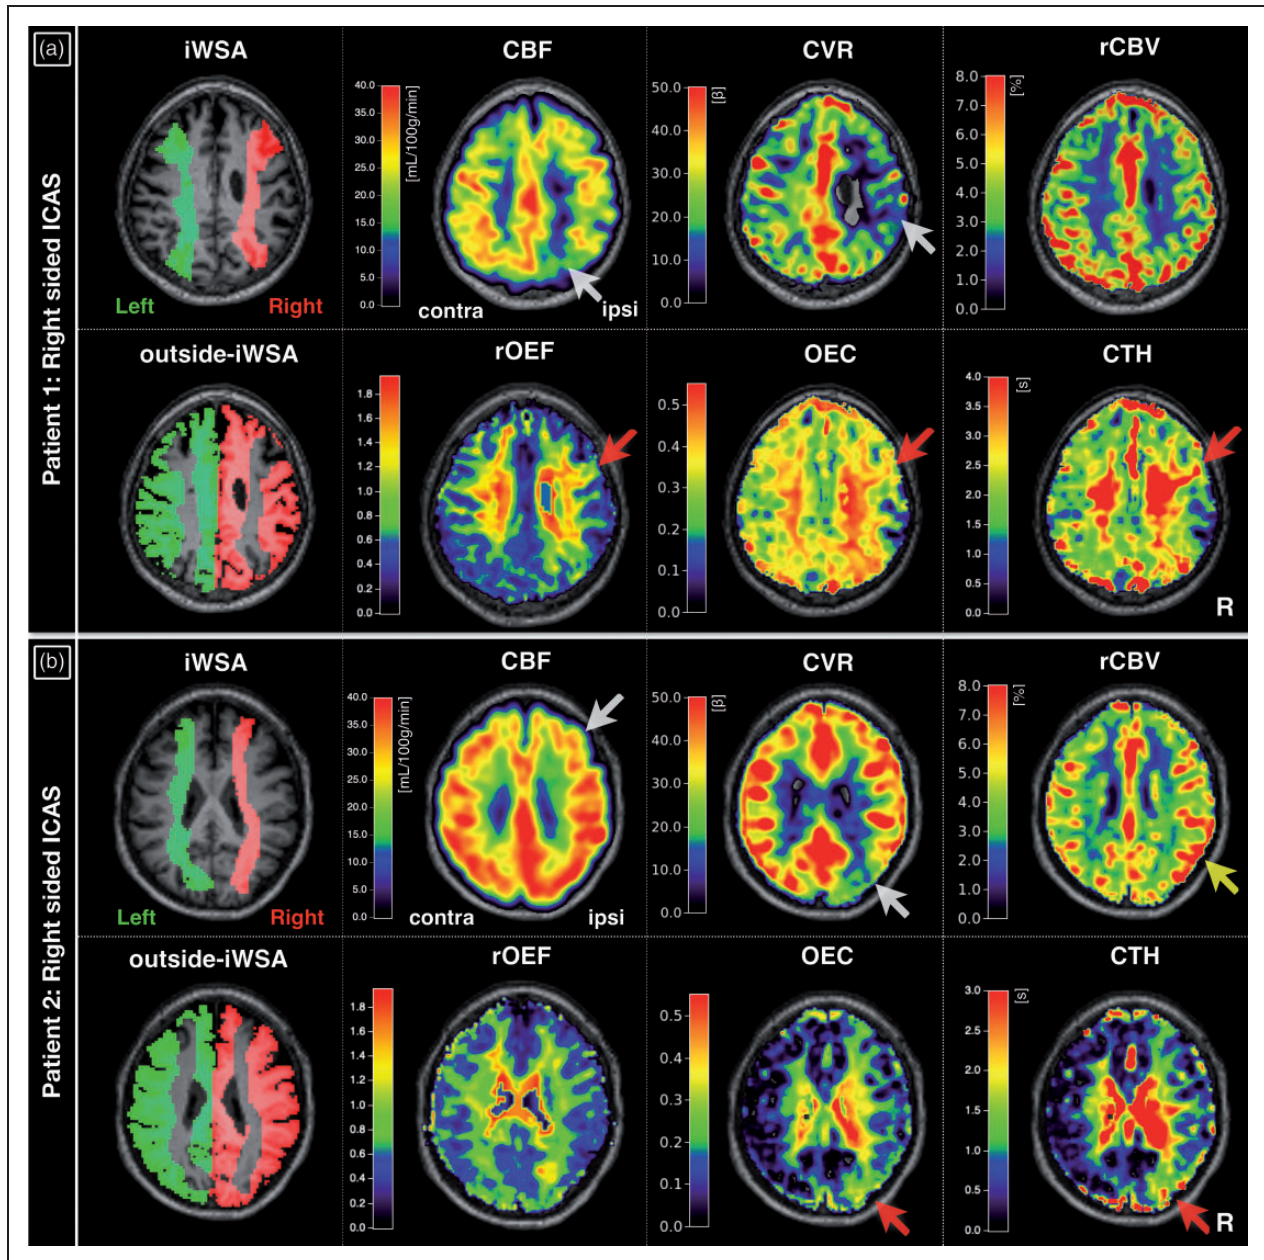 (a)
Patient 1: Right sided ICAS
iWSA
CBF
CVR
rCBV
Left
Right
40.0
35.0
30.0
25.0
20.0
15.0
10.0
5.0
0.0
[mL/100g/min]
contra
ipsi
50.0
40.0
30.0
20.0
10.0
0.0
[β]
8.0
7.0
6.0
5.0
4.0
3.0
2.0
1.0
0.0
[%]
outside-iWSA
rOEF
OEC
CTH
1.8
1.6
1.4
1.2
1.0
0.8
0.6
0.4
0.2
0.0
0.5
0.4
0.3
0.2
0.1
0.0
4.0
3.5
3.0
2.5
2.0
1.5
1.0
0.5
0.0
[s]
R
(b)
Patient 2: Right sided ICAS
iWSA
CBF
CVR
rCBV
Left
Right
40.0
35.0
30.0
25.0
20.0
15.0
10.0
5.0
0.0
[mL/100g/min]
contra
ipsi
50.0
40.0
30.0
20.0
10.0
0.0
[β]
8.0
7.0
6.0
5.0
4.0
3.0
2.0
1.0
0.0
[%]
outside-iWSA
rOEF
OEC
CTH
1.8
1.6
1.4
1.2
1.0
0.8
0.6
0.4
0.2
0.0
0.5
0.4
0.3
0.2
0.1
0.0
3.0
2.5
2.0
1.5
1.0
0.5
0.0
[s]
R